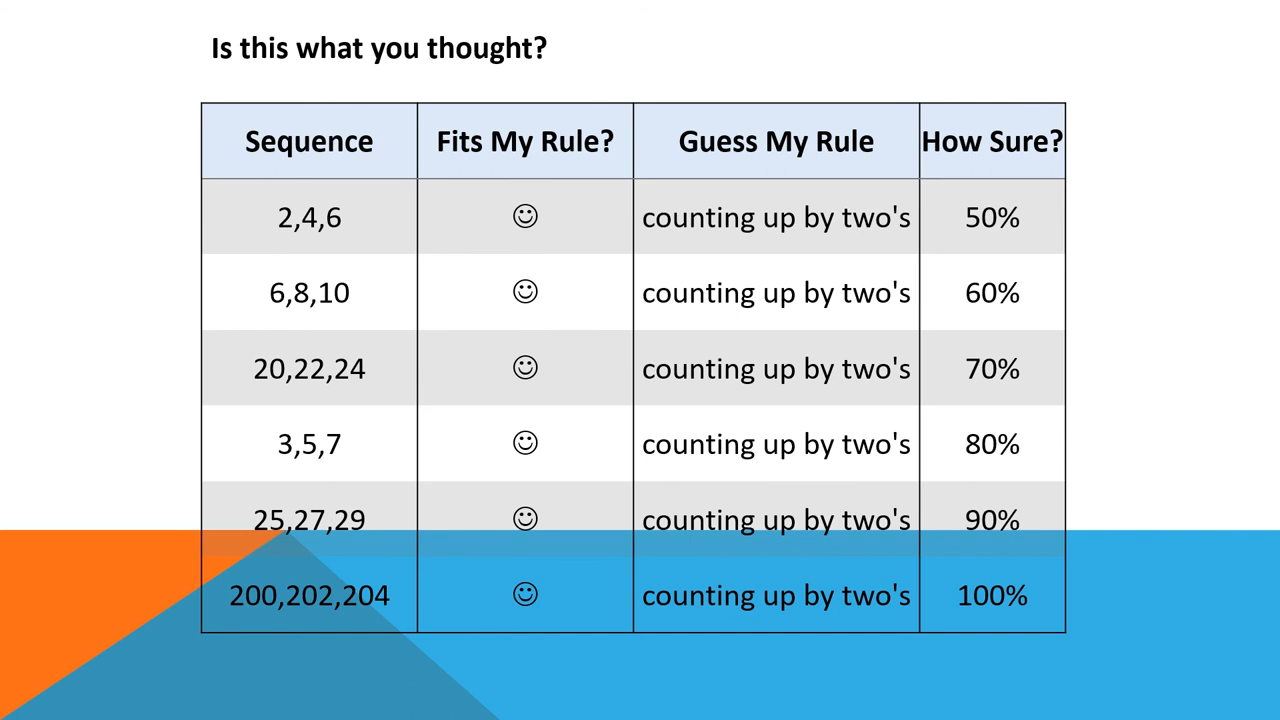 Is this what you thought?
Sequence Fits My Rule? Guess My Rule How Sure?
2,4,6 ☺ counting up by two's 50%
6,8,10 ☺ counting up by two's 60%
20,22,24 ☺ counting up by two's 70%
3,5,7 ☺ counting up by two's 80%
25,27,29 ☺ counting up by two's 90%
200,202,204 ☺ counting up by two's 100%